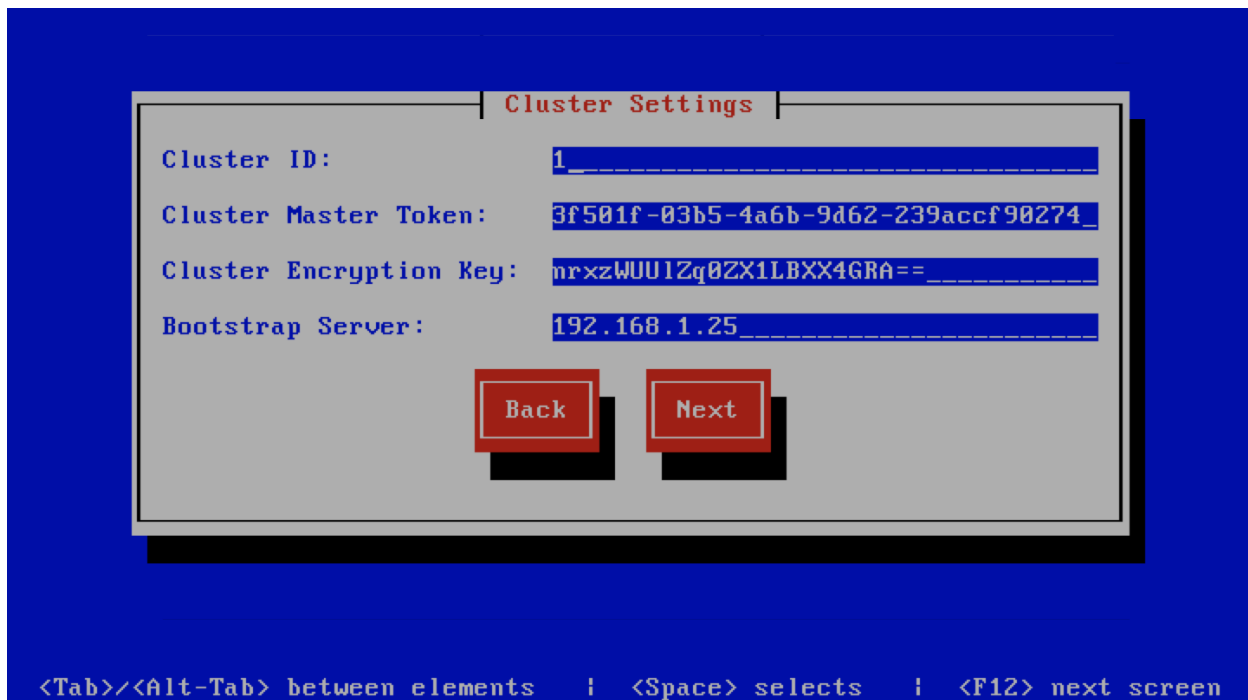 Cluster Settings
Cluster ID: 1
Cluster Master Token: 3f501f-03b5-4a6b-9d62-239accf90274
Cluster Encryption Key: nrxzWUUlZq0ZX1LBXX4GRA==
Bootstrap Server: 192.168.1.25
Back Next
<Tab>/<Alt-Tab> between elements | <Space> selects | <F12> next screen